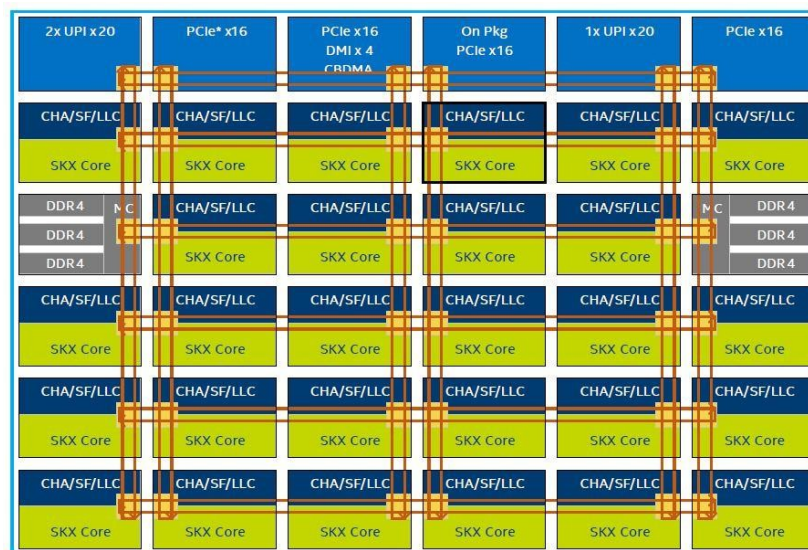 2x UPI x20
PCIe* x16
PCIe x16
DMI x 4
CBDMA
On Pkg
PCIe x16
1x UPI x20
PCIe x16
CHA/SF/LLC
SKX Core
CHA/SF/LLC
SKX Core
CHA/SF/LLC
SKX Core
CHA/SF/LLC
SKX Core
CHA/SF/LLC
SKX Core
CHA/SF/LLC
SKX Core
DDR4
DDR4
DDR4
MC
CHA/SF/LLC
SKX Core
CHA/SF/LLC
SKX Core
CHA/SF/LLC
SKX Core
CHA/SF/LLC
SKX Core
MC
DDR4
DDR4
DDR4
CHA/SF/LLC
SKX Core
CHA/SF/LLC
SKX Core
CHA/SF/LLC
SKX Core
CHA/SF/LLC
SKX Core
CHA/SF/LLC
SKX Core
CHA/SF/LLC
SKX Core
CHA/SF/LLC
SKX Core
CHA/SF/LLC
SKX Core
CHA/SF/LLC
SKX Core
CHA/SF/LLC
SKX Core
CHA/SF/LLC
SKX Core
CHA/SF/LLC
SKX Core
CHA/SF/LLC
SKX Core
CHA/SF/LLC
SKX Core
CHA/SF/LLC
SKX Core
CHA/SF/LLC
SKX Core
CHA/SF/LLC
SKX Core
CHA/SF/LLC
SKX Core